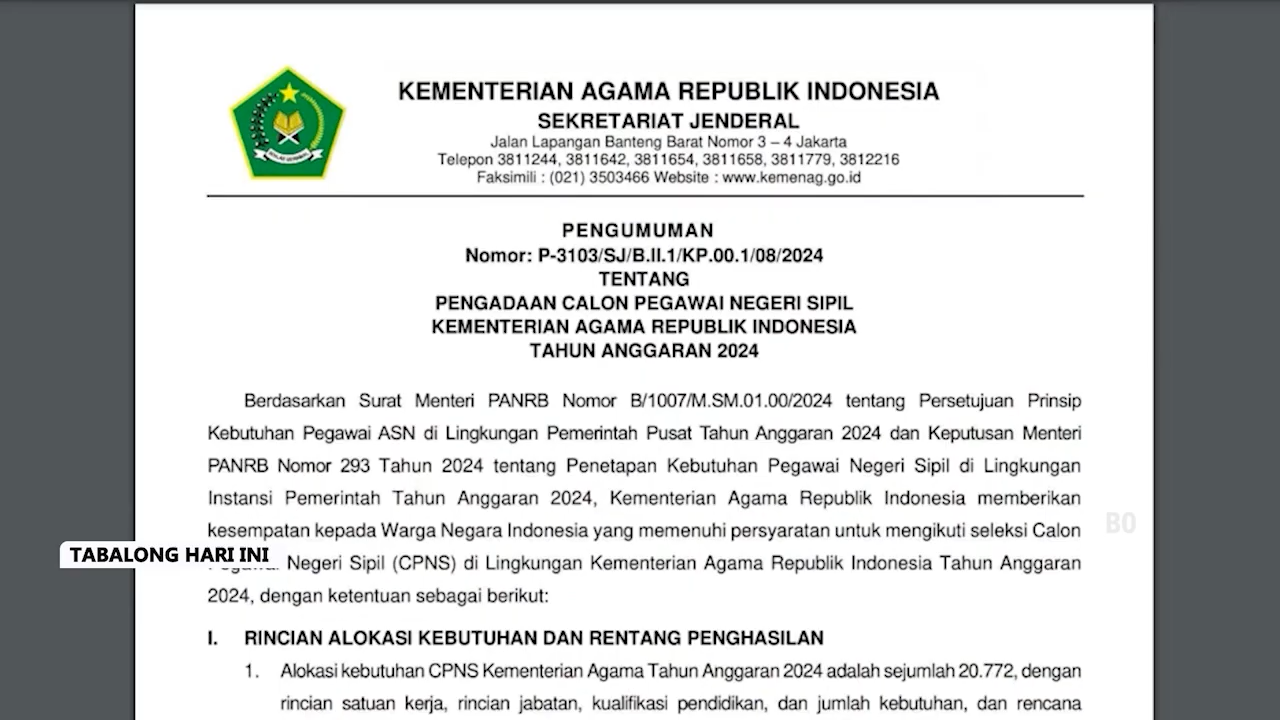 KEMENTERIAN AGAMA REPUBLIK INDONESIA
SEKRETARIAT JENDERAL
Jalan Lapangan Banteng Barat Nomor 3 – 4 Jakarta
Telepon 3811244, 3811642, 3811654, 3811658, 3811779, 3812216
Faksimili : (021) 3503466 Website : www.kemenag.go.id
PENGUMUMAN
Nomor: P-3103/SJ/B.II.1/KP.00.1/08/2024
TENTANG
PENGADAAN CALON PEGAWAI NEGERI SIPIL
KEMENTERIAN AGAMA REPUBLIK INDONESIA
TAHUN ANGGARAN 2024
Berdasarkan Surat Menteri PANRB Nomor B/1007/M.SM.01.00/2024 tentang Persetujuan Prinsip
Kebutuhan Pegawai ASN di Lingkungan Pemerintah Pusat Tahun Anggaran 2024 dan Keputusan Menteri
PANRB Nomor 293 Tahun 2024 tentang Penetapan Kebutuhan Pegawai Negeri Sipil di Lingkungan
Instansi Pemerintah Tahun Anggaran 2024, Kementerian Agama Republik Indonesia memberikan
kesempatan kepada Warga Negara Indonesia yang memenuhi persyaratan untuk mengikuti seleksi Calon
Negeri Sipil (CPNS) di Lingkungan Kementerian Agama Republik Indonesia Tahun Anggaran
2024, dengan ketentuan sebagai berikut:
I. RINCIAN ALOKASI KEBUTUHAN DAN RENTANG PENGHASILAN
1. Alokasi kebutuhan CPNS Kementerian Agama Tahun Anggaran 2024 adalah sejumlah 20.772, dengan
rincian satuan kerja, rincian jabatan, kualifikasi pendidikan, dan jumlah kebutuhan, dan rencana
TABALONG HARI INI
BO